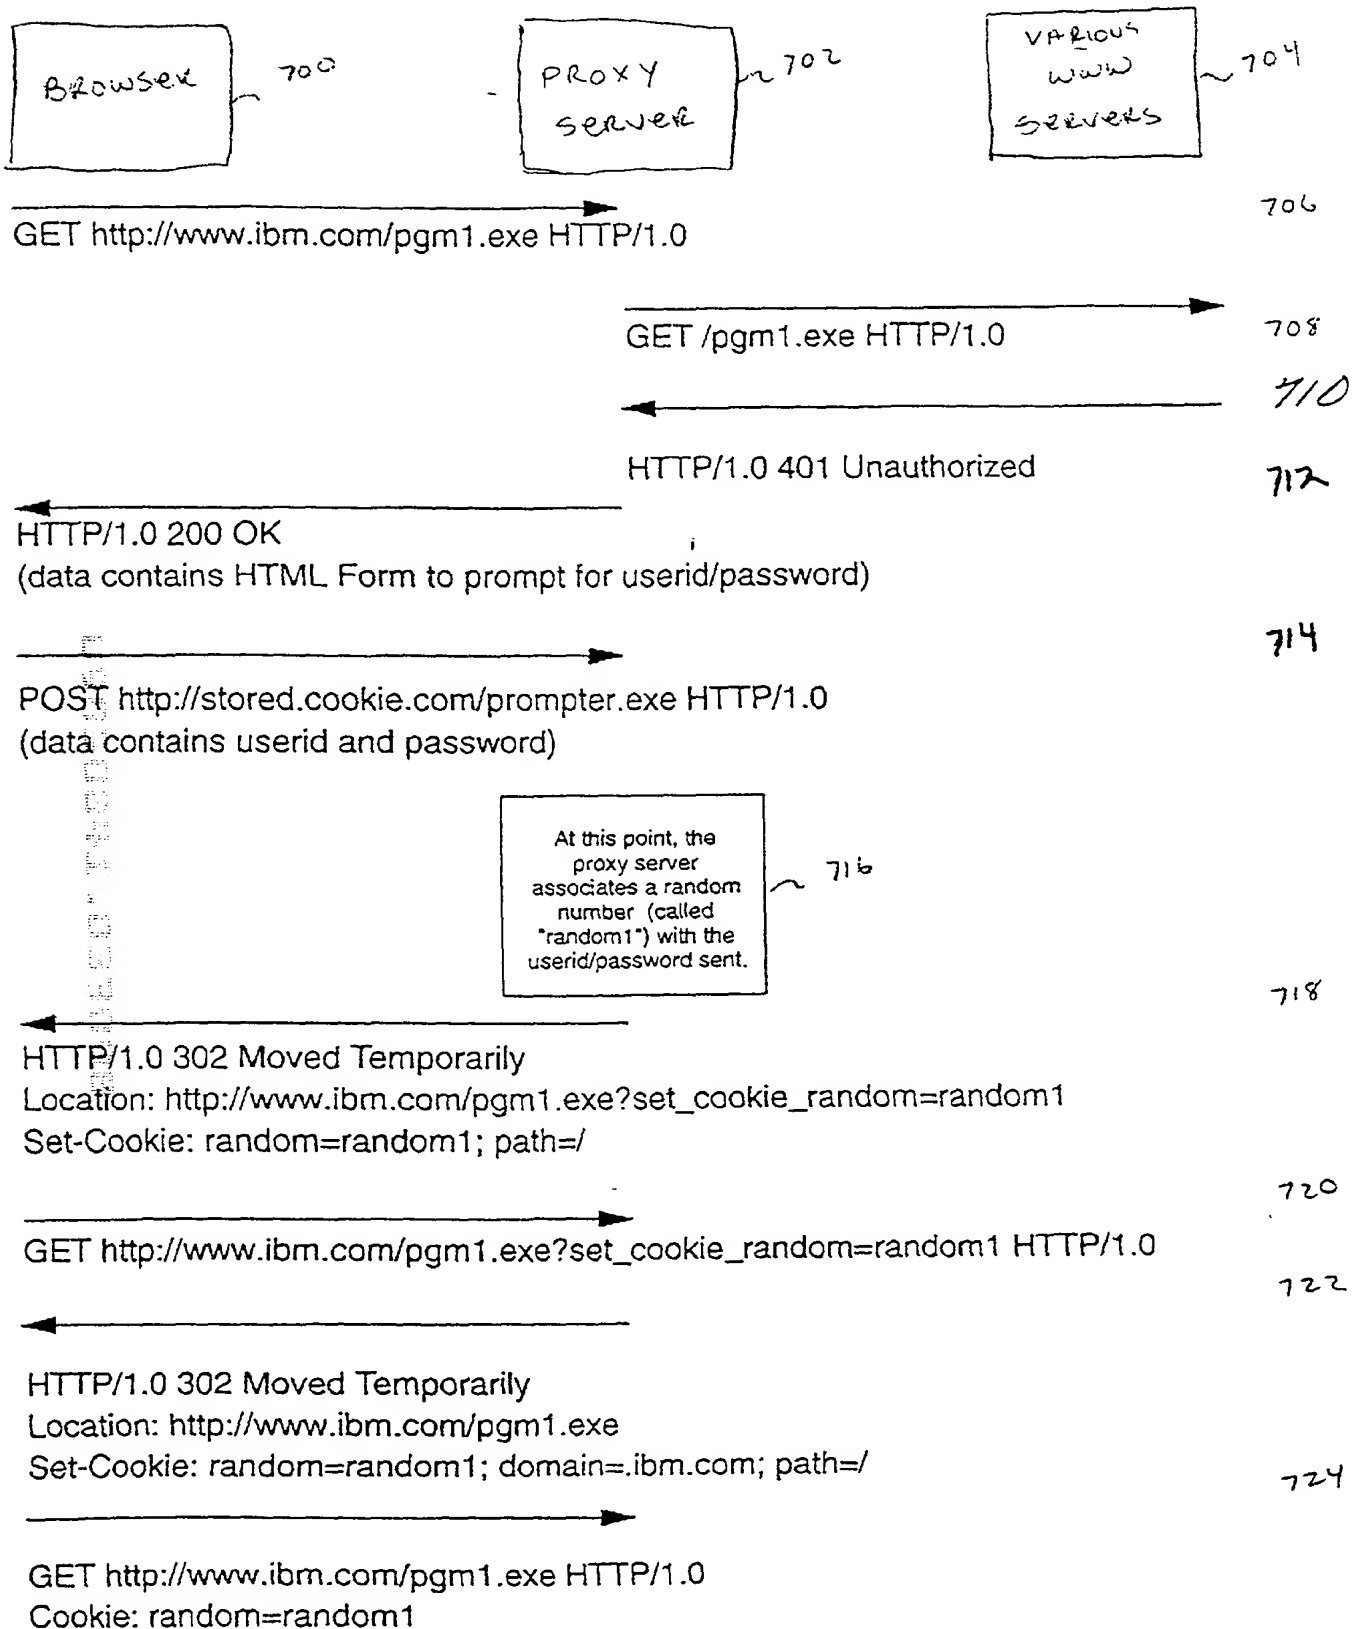 BROWSER
700
PROXY
SERVER
702
VARIOUS
WWW
SERVERS
704
706
GET http://www.ibm.com/pgm1.exe HTTP/1.0
GET /pgm1.exe HTTP/1.0
708
710
HTTP/1.0 401 Unauthorized
712
HTTP/1.0 200 OK
(data contains HTML Form to prompt for userid/password)
714
POST http://stored.cookie.com/prompter.exe HTTP/1.0
(data contains userid and password)
At this point, the
proxy server
associates a random
number (called
"random1") with the
userid/password sent.
716
718
HTTP/1.0 302 Moved Temporarily
Location: http://www.ibm.com/pgm1.exe?set_cookie_random=random1
Set-Cookie: random=random1; path=/
720
GET http://www.ibm.com/pgm1.exe?set_cookie_random=random1 HTTP/1.0
722
HTTP/1.0 302 Moved Temporarily
Location: http://www.ibm.com/pgm1.exe
Set-Cookie: random=random1; domain=.ibm.com; path=/
724
GET http://www.ibm.com/pgm1.exe HTTP/1.0
Cookie: random=random1